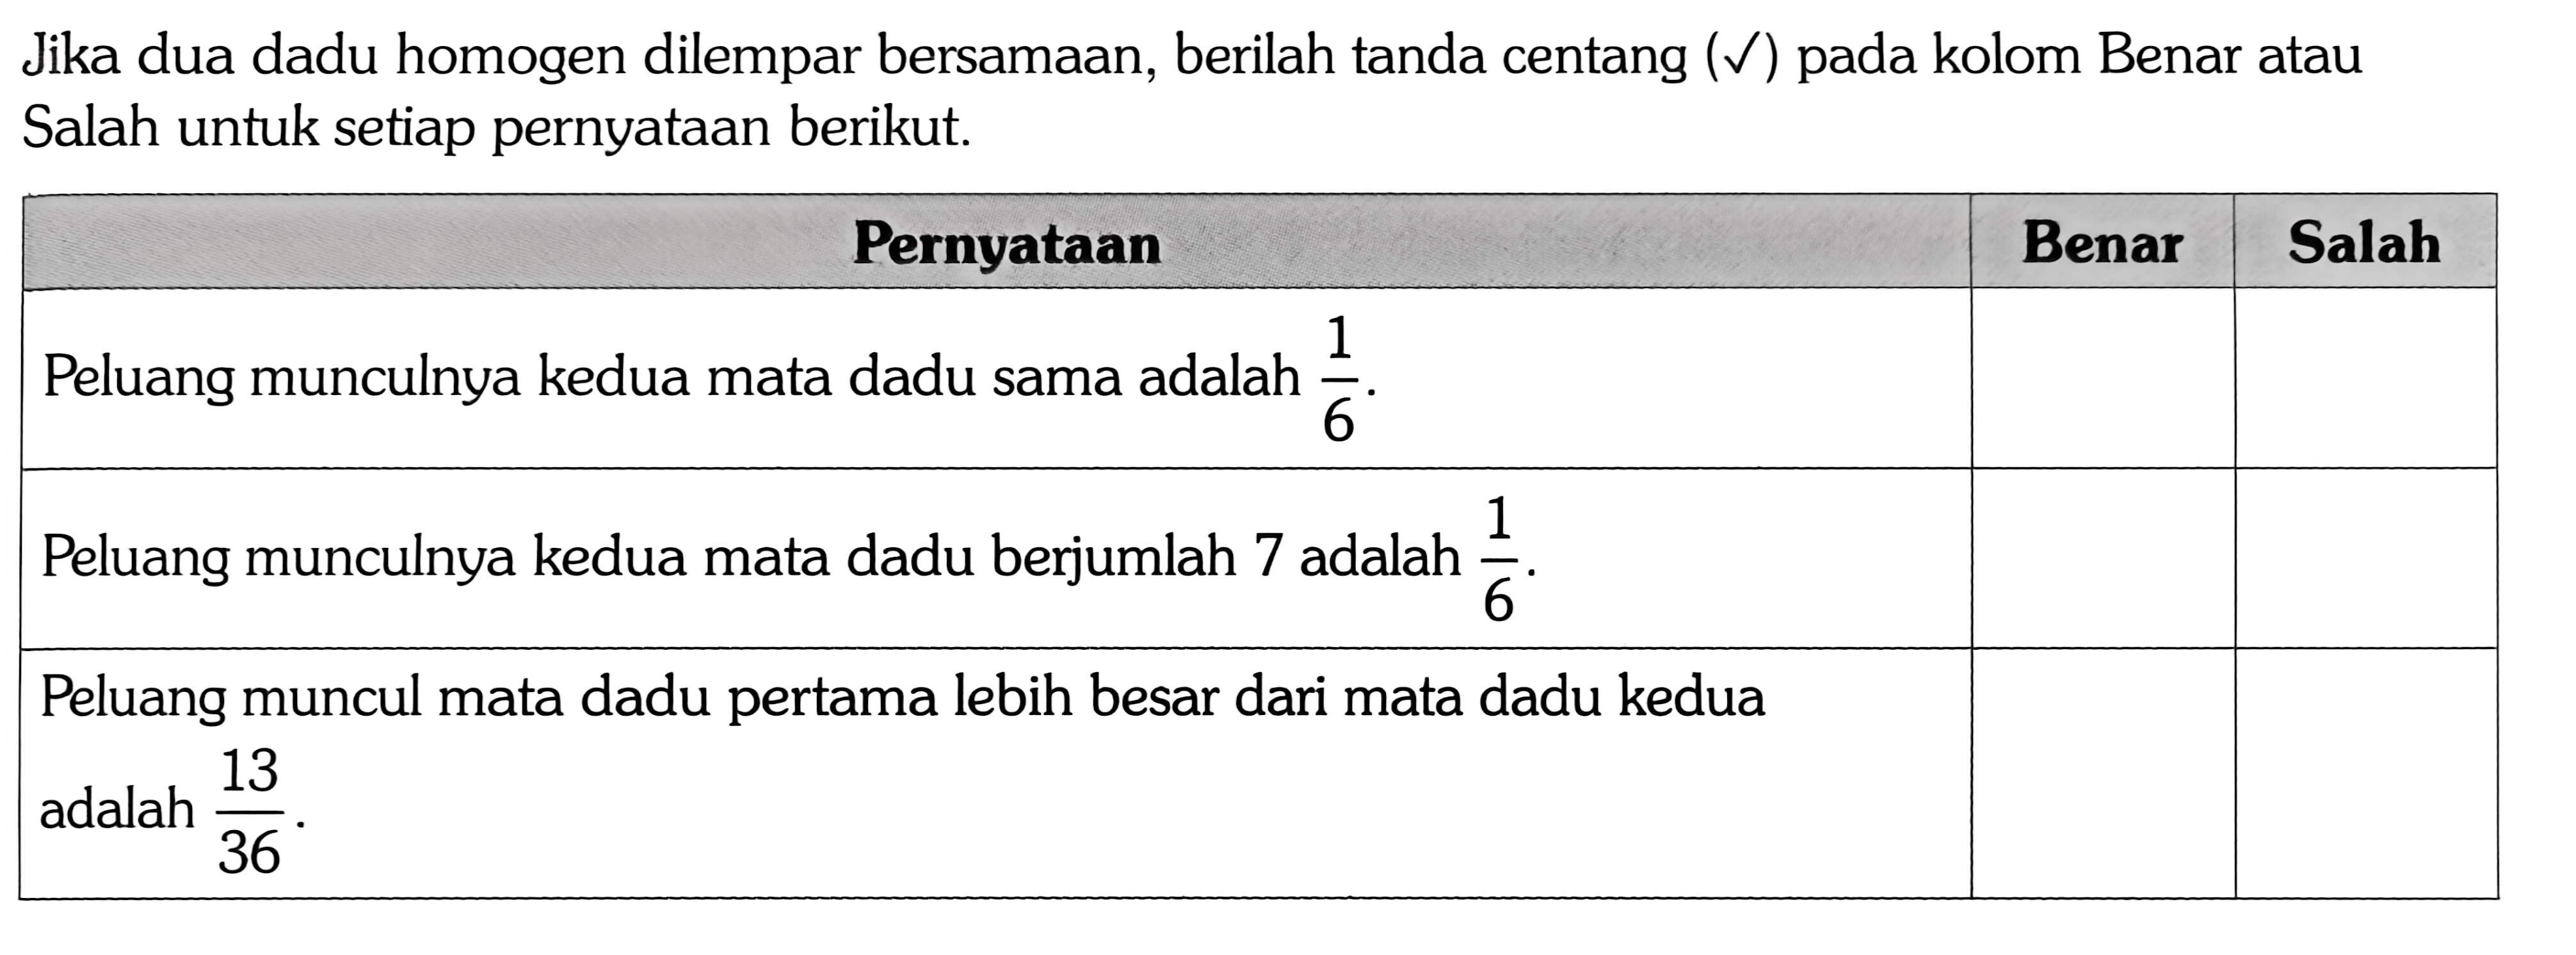 Jika dua dadu homogen dilempar bersamaan, berilah tanda centang (✓) pada kolom Benar atau
Salah untuk setiap pernyataan berikut.
Pernyataan Benar Salah
Peluang munculnya kedua mata dadu sama adalah 1/6.
Peluang munculnya kedua mata dadu berjumlah 7 adalah 1/6.
Peluang muncul mata dadu pertama lebih besar dari mata dadu kedua
adalah 13/36.